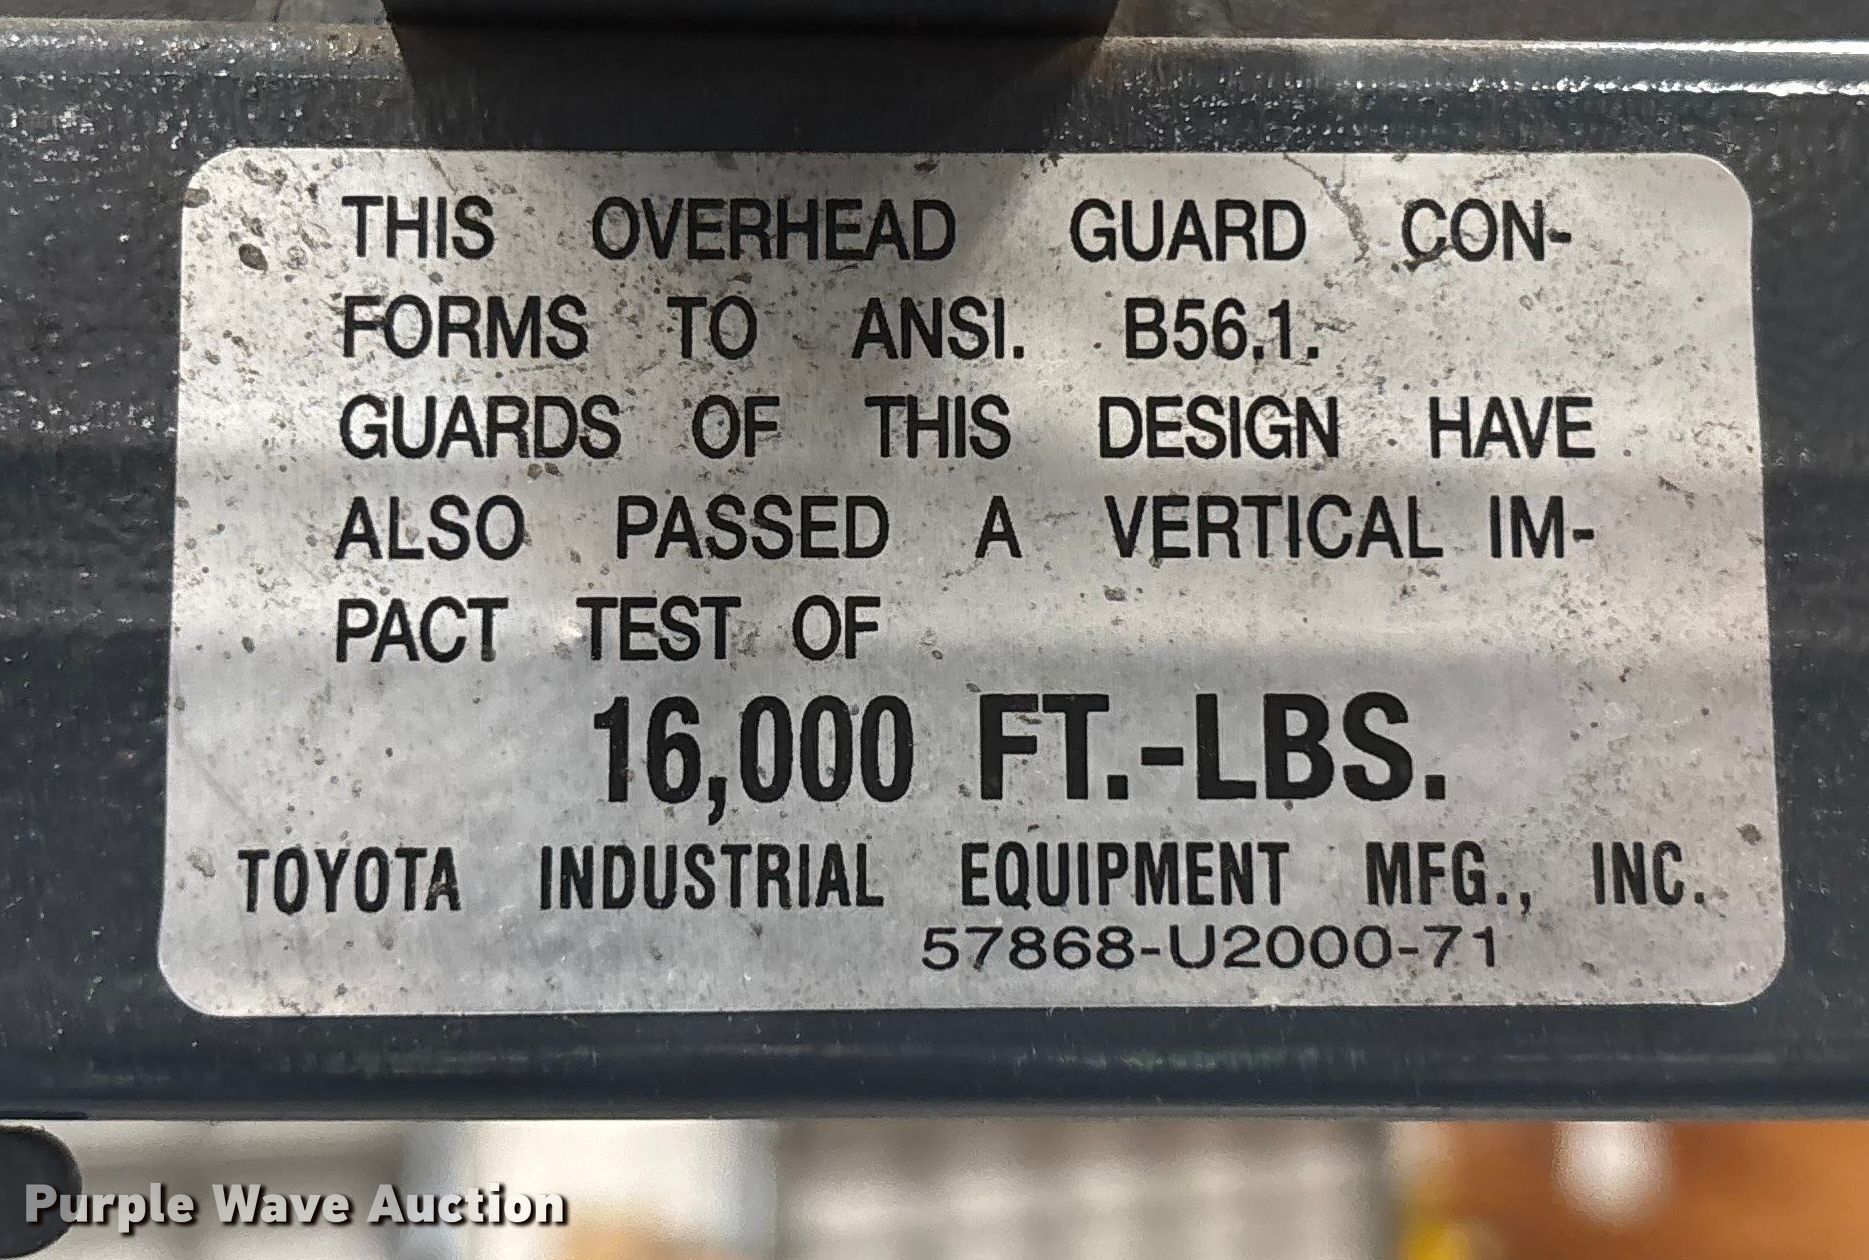 THIS OVERHEAD GUARD CON-
FORMS TO ANSI. B56.1.
GUARDS OF THIS DESIGN HAVE
ALSO PASSED A VERTICAL IM-
PACT TEST OF
16,000 FT.-LBS.
TOYOTA INDUSTRIAL EQUIPMENT MFG., INC.
57868-U2000-71
Purple Wave Auction